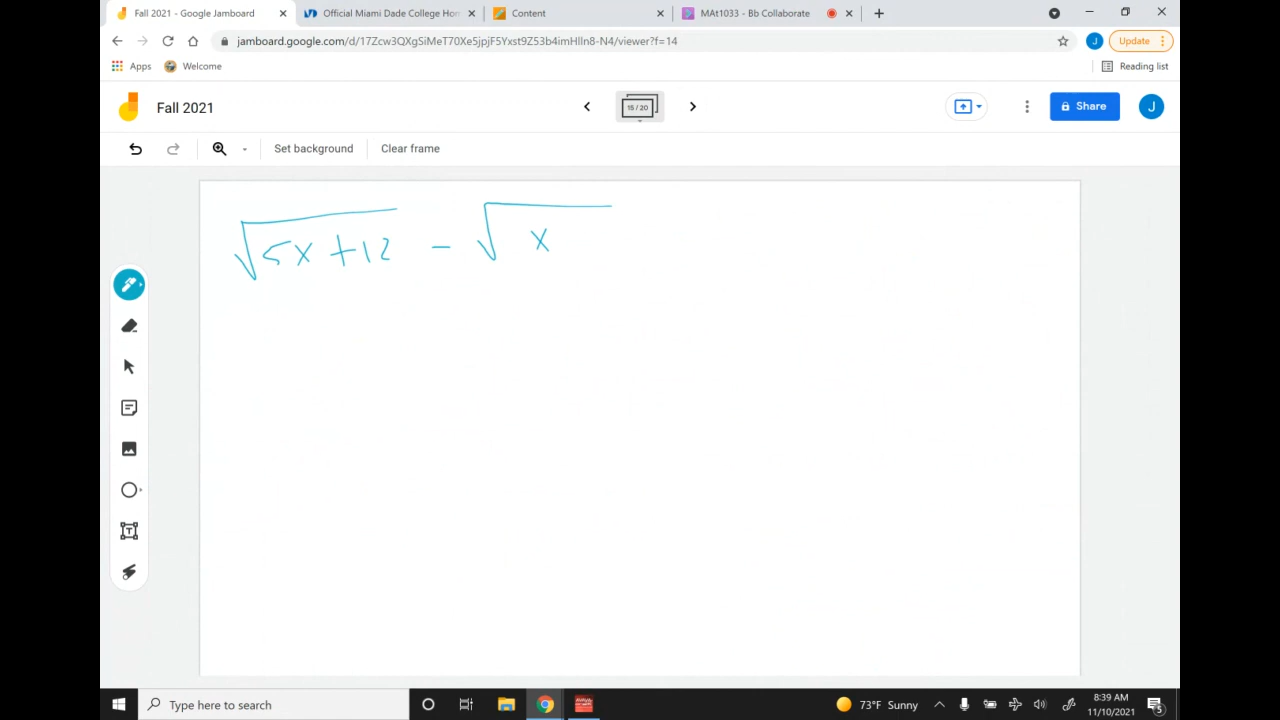 Fall 2021 - Google Jamboard
Official Miami Dade College Hom
Content
MAt1033 - Bb Collaborate
jamboard.google.com/d/17Zcw3QXgSiMeT70Xe5jpjF5Yxst9Z53b4imHlln8-N4/viewer?f=14
J
Update
Apps
Welcome
Reading list
Fall 2021
15 / 20
Share
J
Set background
Clear frame
√5x + 12 - √x
Type here to search
AVAYA
73°F Sunny
8:39 AM
11/10/2021
5